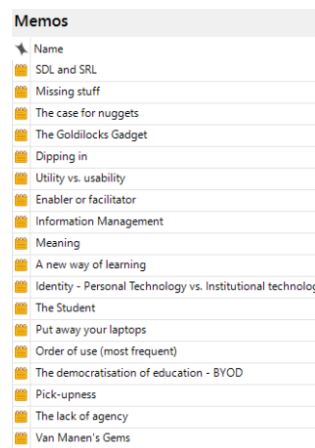 Memos
Name
SDL and SRL
Missing stuff
The case for nuggets
The Goldilocks Gadget
Dipping in
Utility vs. usability
Enabler or facilitator
Information Management
Meaning
A new way of learning
Identity - Personal Technology vs. Institutional technolog
The Student
Put away your laptops
Order of use (most frequent)
The democratisation of education - BYOD
Pick-upness
The lack of agency
Van Manen's Gems